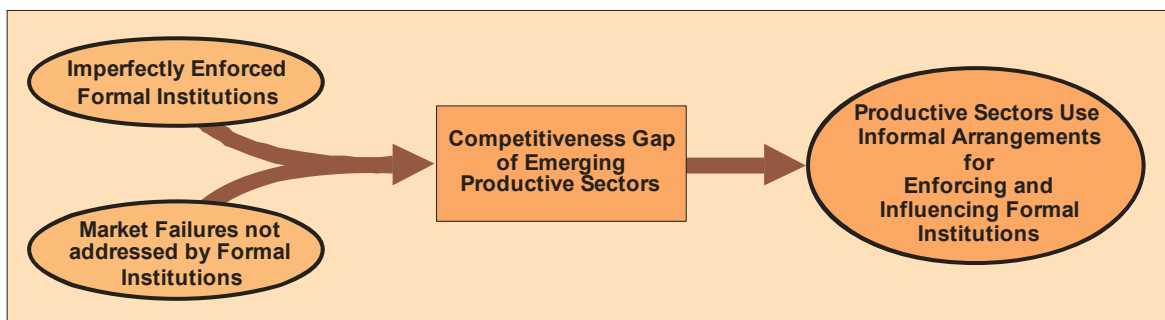 Imperfectly Enforced
Formal Institutions
Market Failures not
addressed by Formal
Institutions
Competitiveness Gap
of Emerging
Productive Sectors
Productive Sectors Use
Informal Arrangements
for
Enforcing and
Influencing Formal
Institutions